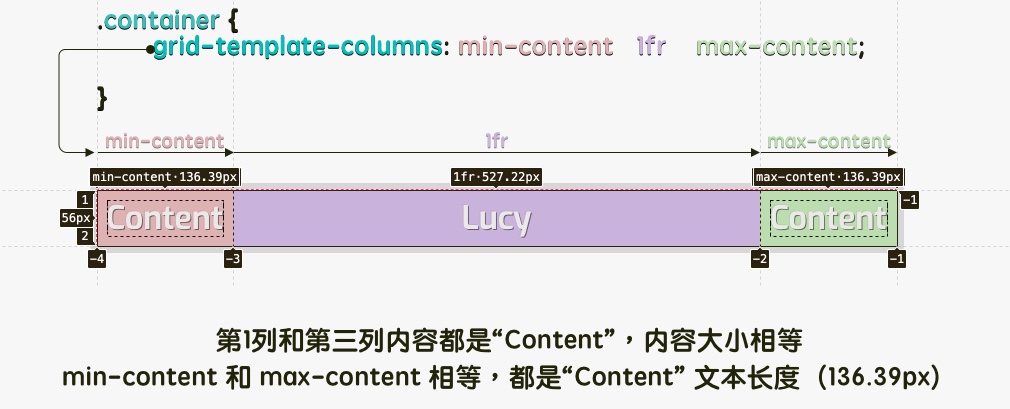 .container {
grid-template-columns: min-content 1fr max-content;
}
min-content 1fr max-content
min-content·136.39px 1fr·527.22px max-content·136.39px
1 -1
56px Content Lucy Content
2
-4 -3 -2 -1
第1列和第三列内容都是“Content”，内容大小相等
min-content 和 max-content 相等，都是“Content” 文本长度（136.39px）